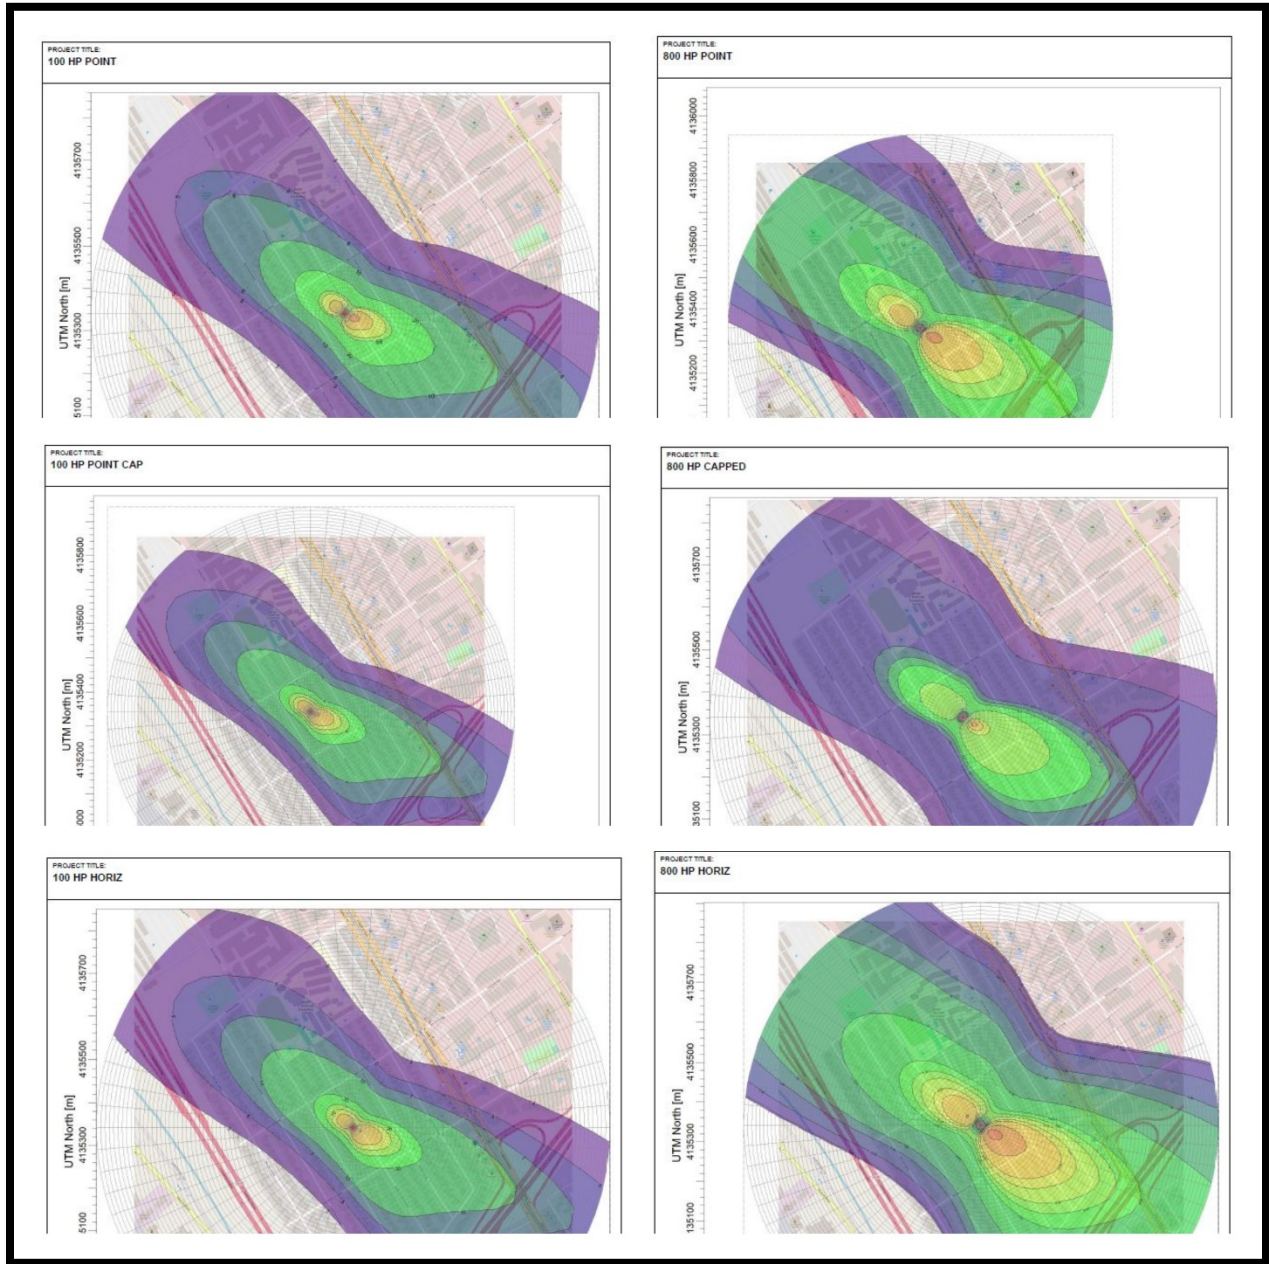 PROJECT TITLE:
100 HP POINT
UTM North [m]
4135700
4135500
4135300
5100
PROJECT TITLE:
800 HP POINT
UTM North [m]
4136000
4135800
4135600
4135400
4135200
PROJECT TITLE:
100 HP POINT CAP
UTM North [m]
4135800
4135600
4135400
4135200
000
PROJECT TITLE:
800 HP CAPPED
UTM North [m]
4135700
4135500
4135300
35100
PROJECT TITLE:
100 HP HORIZ
UTM North [m]
4135700
4135500
4135300
5100
PROJECT TITLE:
800 HP HORIZ
UTM North [m]
4135700
4135500
4135300
135100